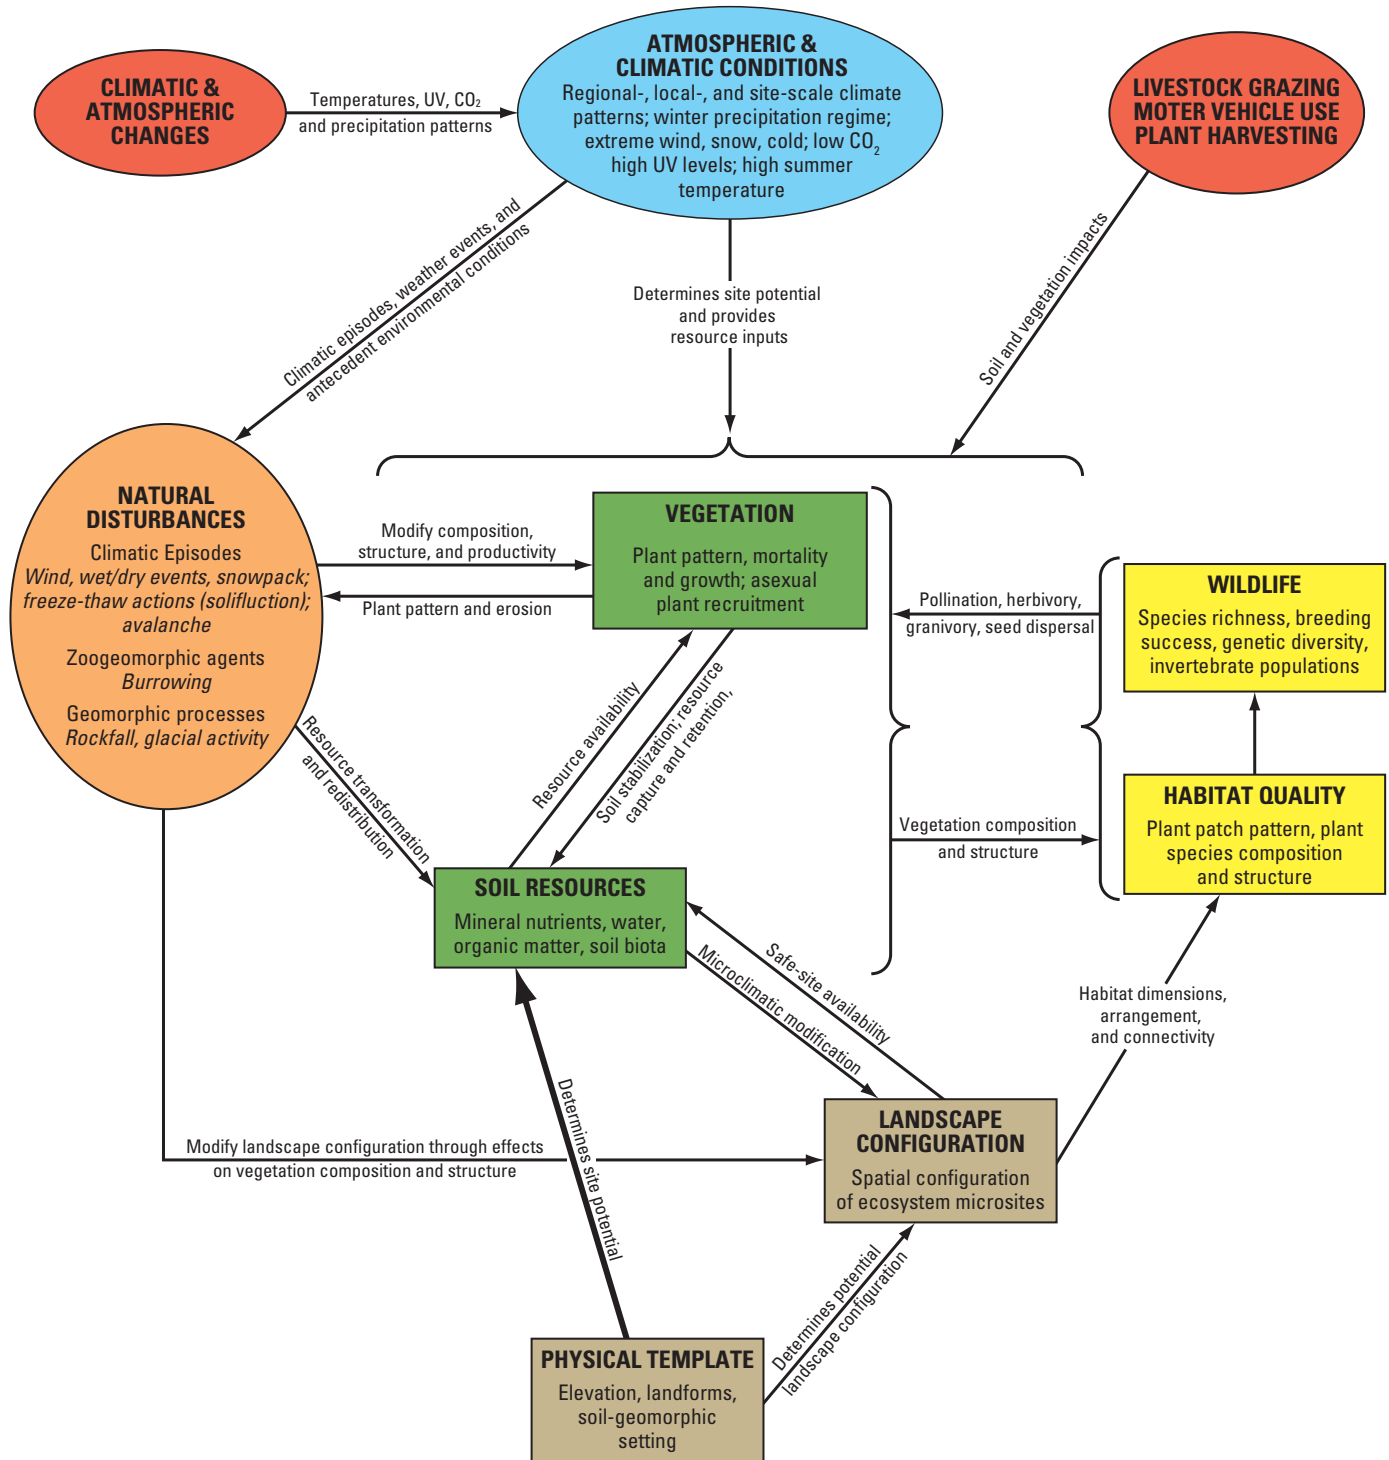 CLIMATIC &
ATMOSPHERIC
CHANGES
Temperatures, UV, CO₂
and precipitation patterns
ATMOSPHERIC &
CLIMATIC CONDITIONS
Regional-, local-, and site-scale climate
patterns; winter precipitation regime;
extreme wind, snow, cold; low CO₂
high UV levels; high summer
temperature
LIVESTOCK GRAZING
MOTER VEHICLE USE
PLANT HARVESTING
Climatic episodes, weather events, and
antecedent environmental conditions
Determines site potential
and provides
resource inputs
Soil and vegetation impacts
NATURAL
DISTURBANCES
Climatic Episodes
Wind, wet/dry events, snowpack;
freeze-thaw actions (solifluction);
avalanche
Zoogeomorphic agents
Burrowing
Geomorphic processes
Rockfall, glacial activity
Modify composition,
structure, and productivity
Plant pattern and erosion
VEGETATION
Plant pattern, mortality
and growth; asexual
plant recruitment
Pollination, herbivory,
granivory, seed dispersal
WILDLIFE
Species richness, breeding
success, genetic diversity,
invertebrate populations
Resource transformation
and redistribution
Resource availability
Soil stabilization; resource
capture and retention,
Vegetation composition
and structure
HABITAT QUALITY
Plant patch pattern, plant
species composition
and structure
SOIL RESOURCES
Mineral nutrients, water,
organic matter, soil biota
Safe-site availability
Microclimatic modification
Habitat dimensions,
arrangement,
and connectivity
Determines site potential
Modify landscape configuration through effects
on vegetation composition and structure
LANDSCAPE
CONFIGURATION
Spatial configuration
of ecosystem microsites
Determines potential
landscape configuration
PHYSICAL TEMPLATE
Elevation, landforms,
soil-geomorphic
setting